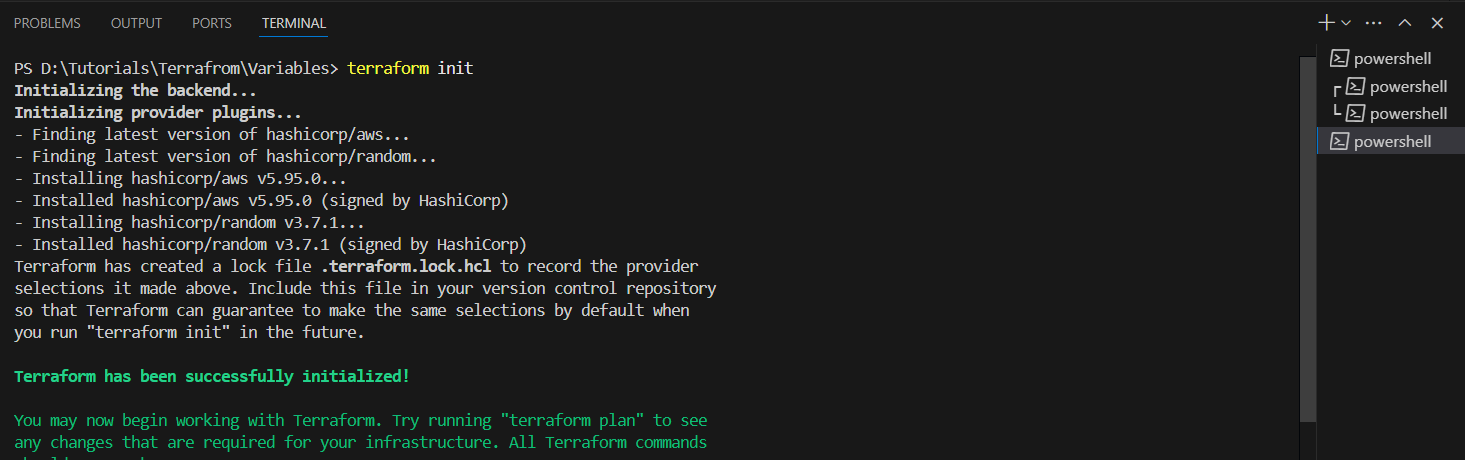 PROBLEMS OUTPUT PORTS TERMINAL
PS D:\Tutorials\Terrafrom\Variables> terraform init
Initializing the backend...
Initializing provider plugins...
- Finding latest version of hashicorp/aws...
- Finding latest version of hashicorp/random...
- Installing hashicorp/aws v5.95.0...
- Installed hashicorp/aws v5.95.0 (signed by HashiCorp)
- Installing hashicorp/random v3.7.1...
- Installed hashicorp/random v3.7.1 (signed by HashiCorp)
Terraform has created a lock file .terraform.lock.hcl to record the provider
selections it made above. Include this file in your version control repository
so that Terraform can guarantee to make the same selections by default when
you run "terraform init" in the future.
Terraform has been successfully initialized!
You may now begin working with Terraform. Try running "terraform plan" to see
any changes that are required for your infrastructure. All Terraform commands
powershell
powershell
powershell
powershell